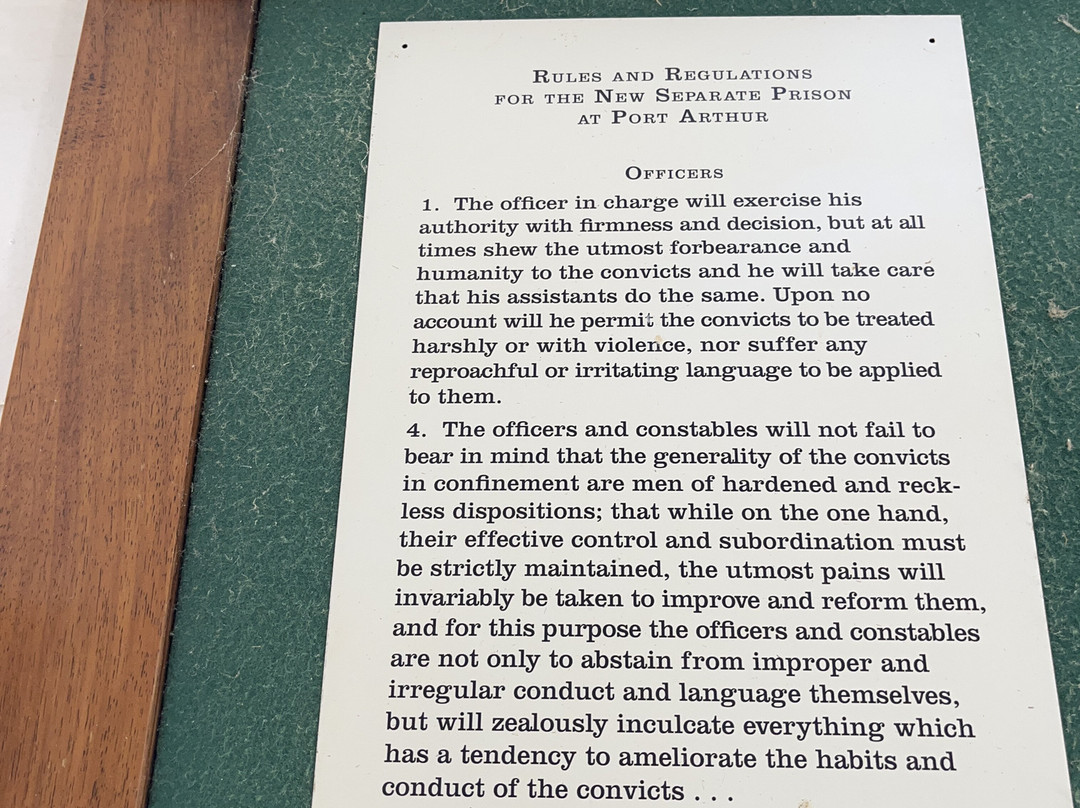 RULES AND REGULATIONS
FOR THE NEW SEPARATE PRISON
AT PORT ARTHUR
OFFICERS
1. The officer in charge will exercise his
authority with firmness and decision, but at all
times shew the utmost forbearance and
humanity to the convicts and he will take care
that his assistants do the same. Upon no
account will he permit the convicts to be treated
harshly or with violence, nor suffer any
reproachful or irritating language to be applied
to them.
4. The officers and constables will not fail to
bear in mind that the generality of the convicts
in confinement are men of hardened and reck-
less dispositions; that while on the one hand,
their effective control and subordination must
be strictly maintained, the utmost pains will
invariably be taken to improve and reform them,
and for this purpose the officers and constables
are not only to abstain from improper and
irregular conduct and language themselves,
but will zealously inculcate everything which
has a tendency to ameliorate the habits and
conduct of the convicts . . .